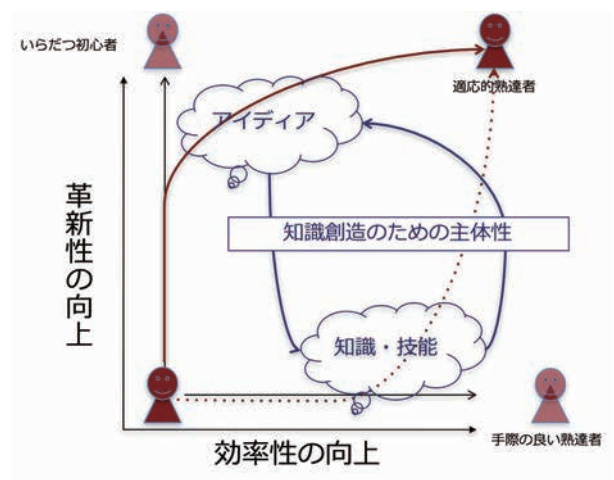 いらだつ初心者
適応的熟達者
アイディア
革新性の向上
知識創造のための主体性
知識・技能
手際の良い熟達者
効率性の向上